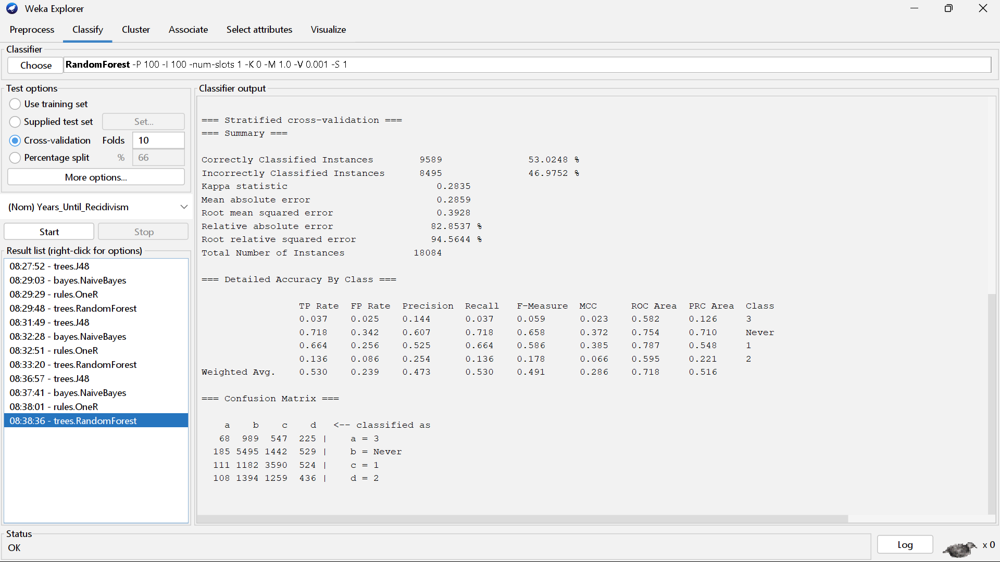 Weka Explorer
Preprocess Classify Cluster Associate Select attributes Visualize
Classifier
Choose RandomForest -P 100 -I 100 -num-slots 1 -K 0 -M 1.0 -V 0.001 -S 1
Test options
Use training set
Supplied test set Set...
Cross-validation Folds 10
Percentage split % 66
More options...
(Nom) Years_Until_Recidivism
Start Stop
Result list (right-click for options)
08:27:52 - trees.J48
08:29:03 - bayes.NaiveBayes
08:29:29 - rules.OneR
08:29:48 - trees.RandomForest
08:31:49 - trees.J48
08:32:28 - bayes.NaiveBayes
08:32:51 - rules.OneR
08:33:20 - trees.RandomForest
08:36:57 - trees.J48
08:37:41 - bayes.NaiveBayes
08:38:01 - rules.OneR
08:38:36 - trees.RandomForest
Classifier output
=== Stratified cross-validation ===
=== Summary ===
Correctly Classified Instances 9589 53.0248 %
Incorrectly Classified Instances 8495 46.9752 %
Kappa statistic 0.2835
Mean absolute error 0.2859
Root mean squared error 0.3928
Relative absolute error 82.8537 %
Root relative squared error 94.5644 %
Total Number of Instances 18084
=== Detailed Accuracy By Class ===
TP Rate FP Rate Precision Recall F-Measure MCC ROC Area PRC Area Class
0.037 0.025 0.144 0.037 0.059 0.023 0.582 0.126 3
0.718 0.342 0.607 0.718 0.658 0.372 0.754 0.710 Never
0.664 0.256 0.525 0.664 0.586 0.385 0.787 0.548 1
0.136 0.086 0.254 0.136 0.178 0.066 0.595 0.221 2
Weighted Avg. 0.530 0.239 0.473 0.530 0.491 0.286 0.718 0.516
=== Confusion Matrix ===
a b c d <-- classified as
68 989 547 225 | a = 3
185 5495 1442 529 | b = Never
111 1182 3590 524 | c = 1
108 1394 1259 436 | d = 2
Status
OK
Log x 0